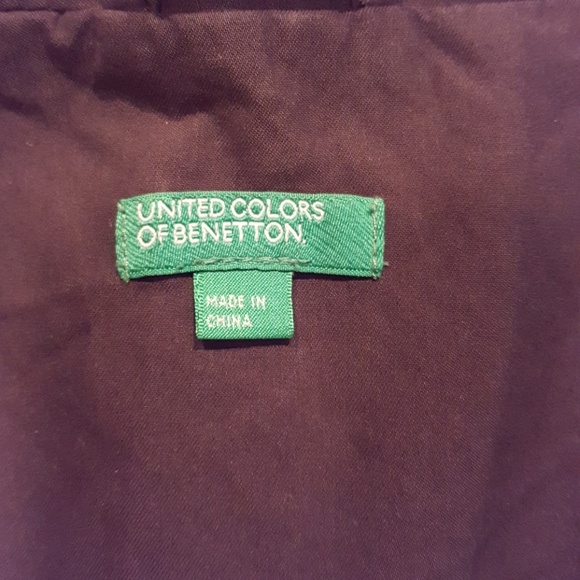 UNITED COLORS
OF BENETTON.
MADE IN
CHINA